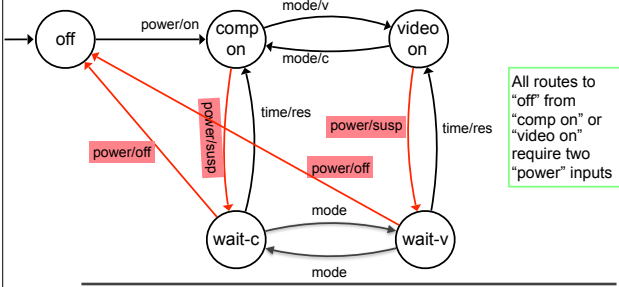 mode/v
off
power/on
comp
on
video
on
mode/c
power/susp
time/res
power/susp
time/res
power/off
power/off
All routes to
“off” from
“comp on” or
“video on”
require two
“power” inputs
mode
wait-c
wait-v
mode